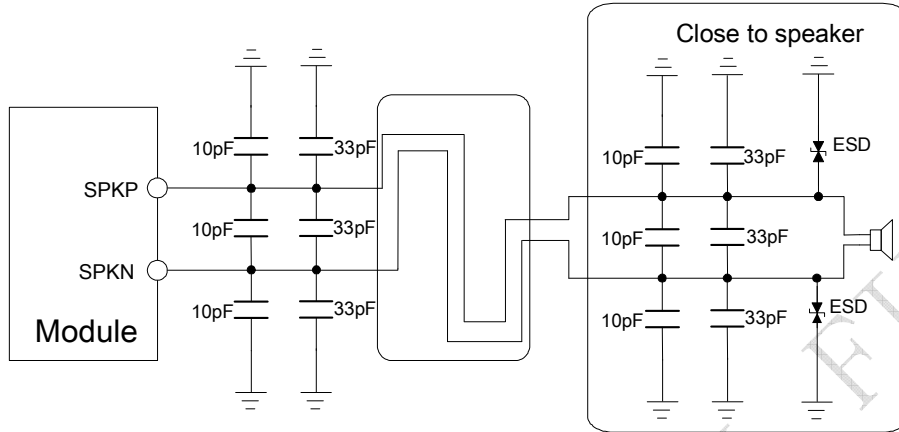 Close to speaker
10pF
33pF
10pF
33pF
ESD
SPKP
10pF
33pF
10pF
33pF
SPKN
10pF
33pF
10pF
33pF
ESD
Module